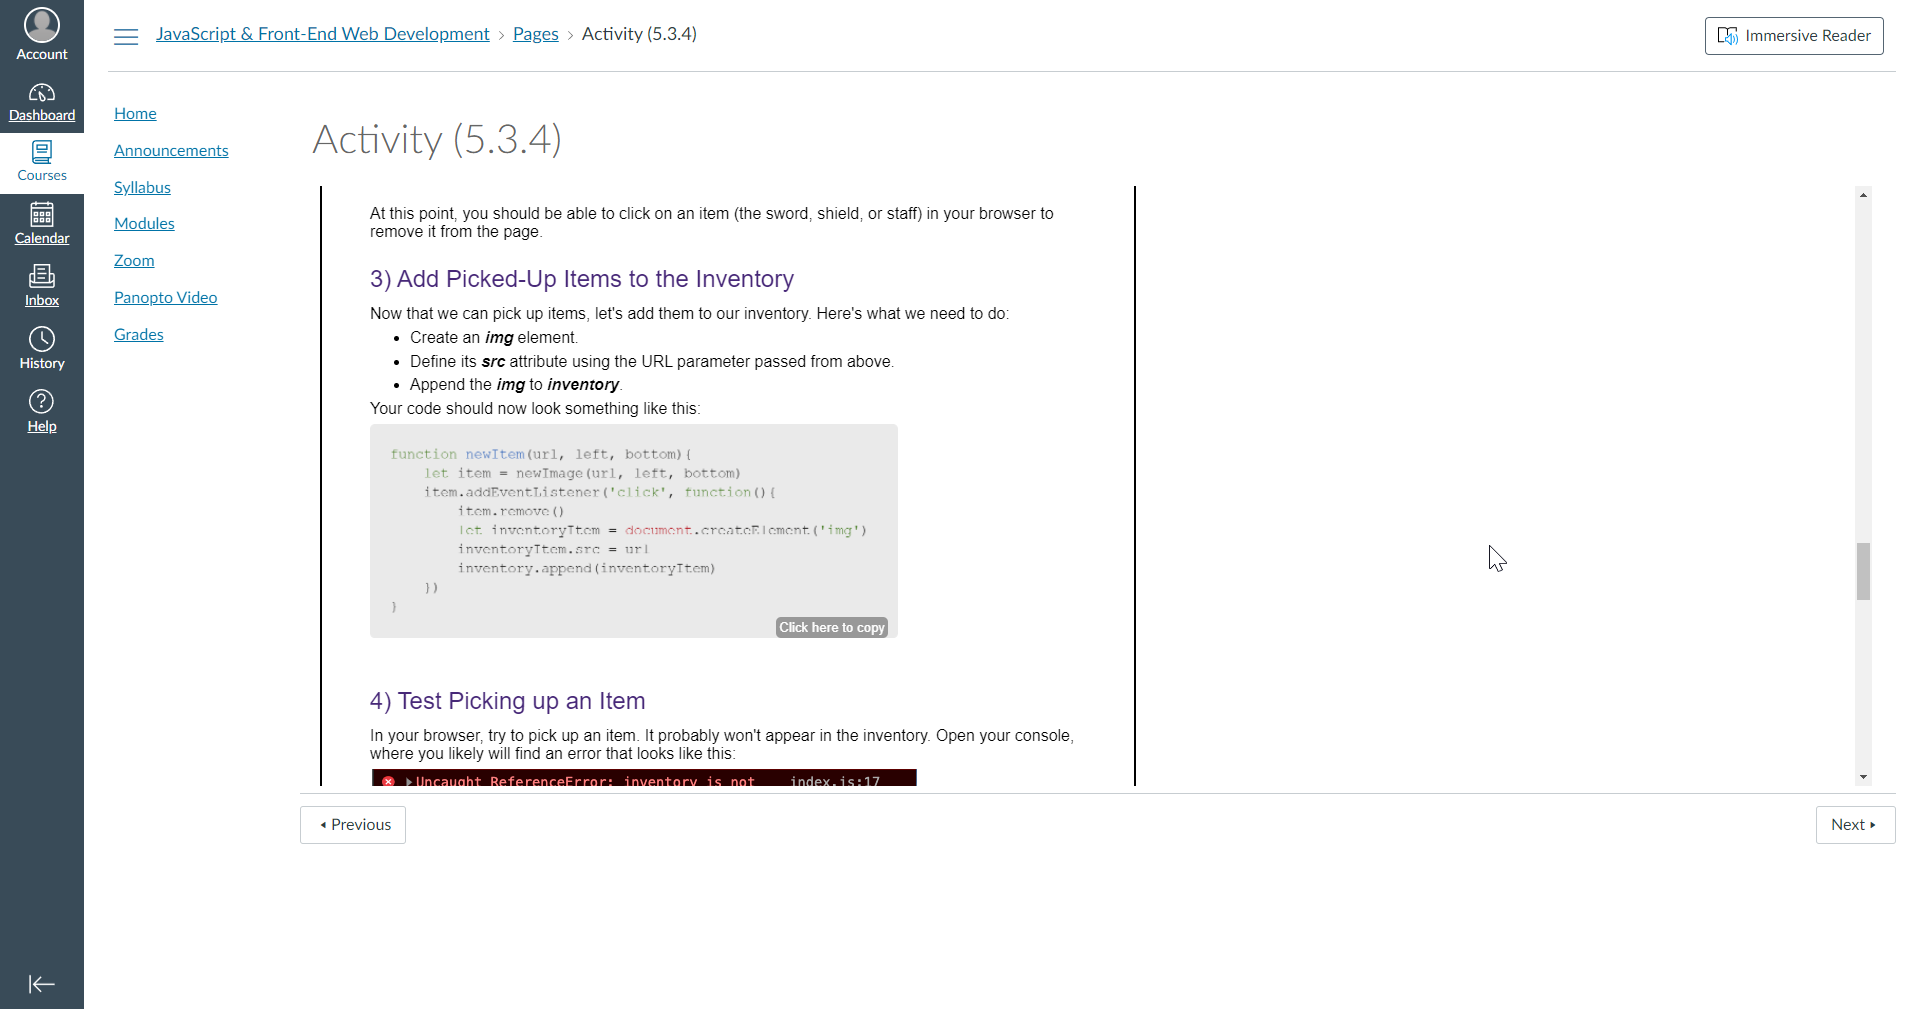 Account
Dashboard
Courses
Calendar
Inbox
History
Help
JavaScript & Front-End Web Development › Pages › Activity (5.3.4)
Immersive Reader
Home
Announcements
Syllabus
Modules
Zoom
Panopto Video
Grades
Activity (5.3.4)
At this point, you should be able to click on an item (the sword, shield, or staff) in your browser to
remove it from the page.
3) Add Picked-Up Items to the Inventory
Now that we can pick up items, let's add them to our inventory. Here's what we need to do:
• Create an img element.
• Define its src attribute using the URL parameter passed from above.
• Append the img to inventory.
Your code should now look something like this:
function newItem(url, left, bottom){
let item = newImage(url, left, bottom)
item.addEventListener('click', function(){
item.remove()
let inventoryItem = document.createElement('img')
inventoryItem.src = url
inventory.append(inventoryItem)
})
}
Click here to copy
4) Test Picking up an Item
In your browser, try to pick up an item. It probably won't appear in the inventory. Open your console,
where you likely will find an error that looks like this:
Uncaught ReferenceError: inventory is not index.js:17
Previous
Next